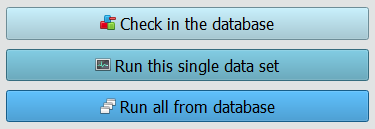 Check in the database
Run this single data set
Run all from database